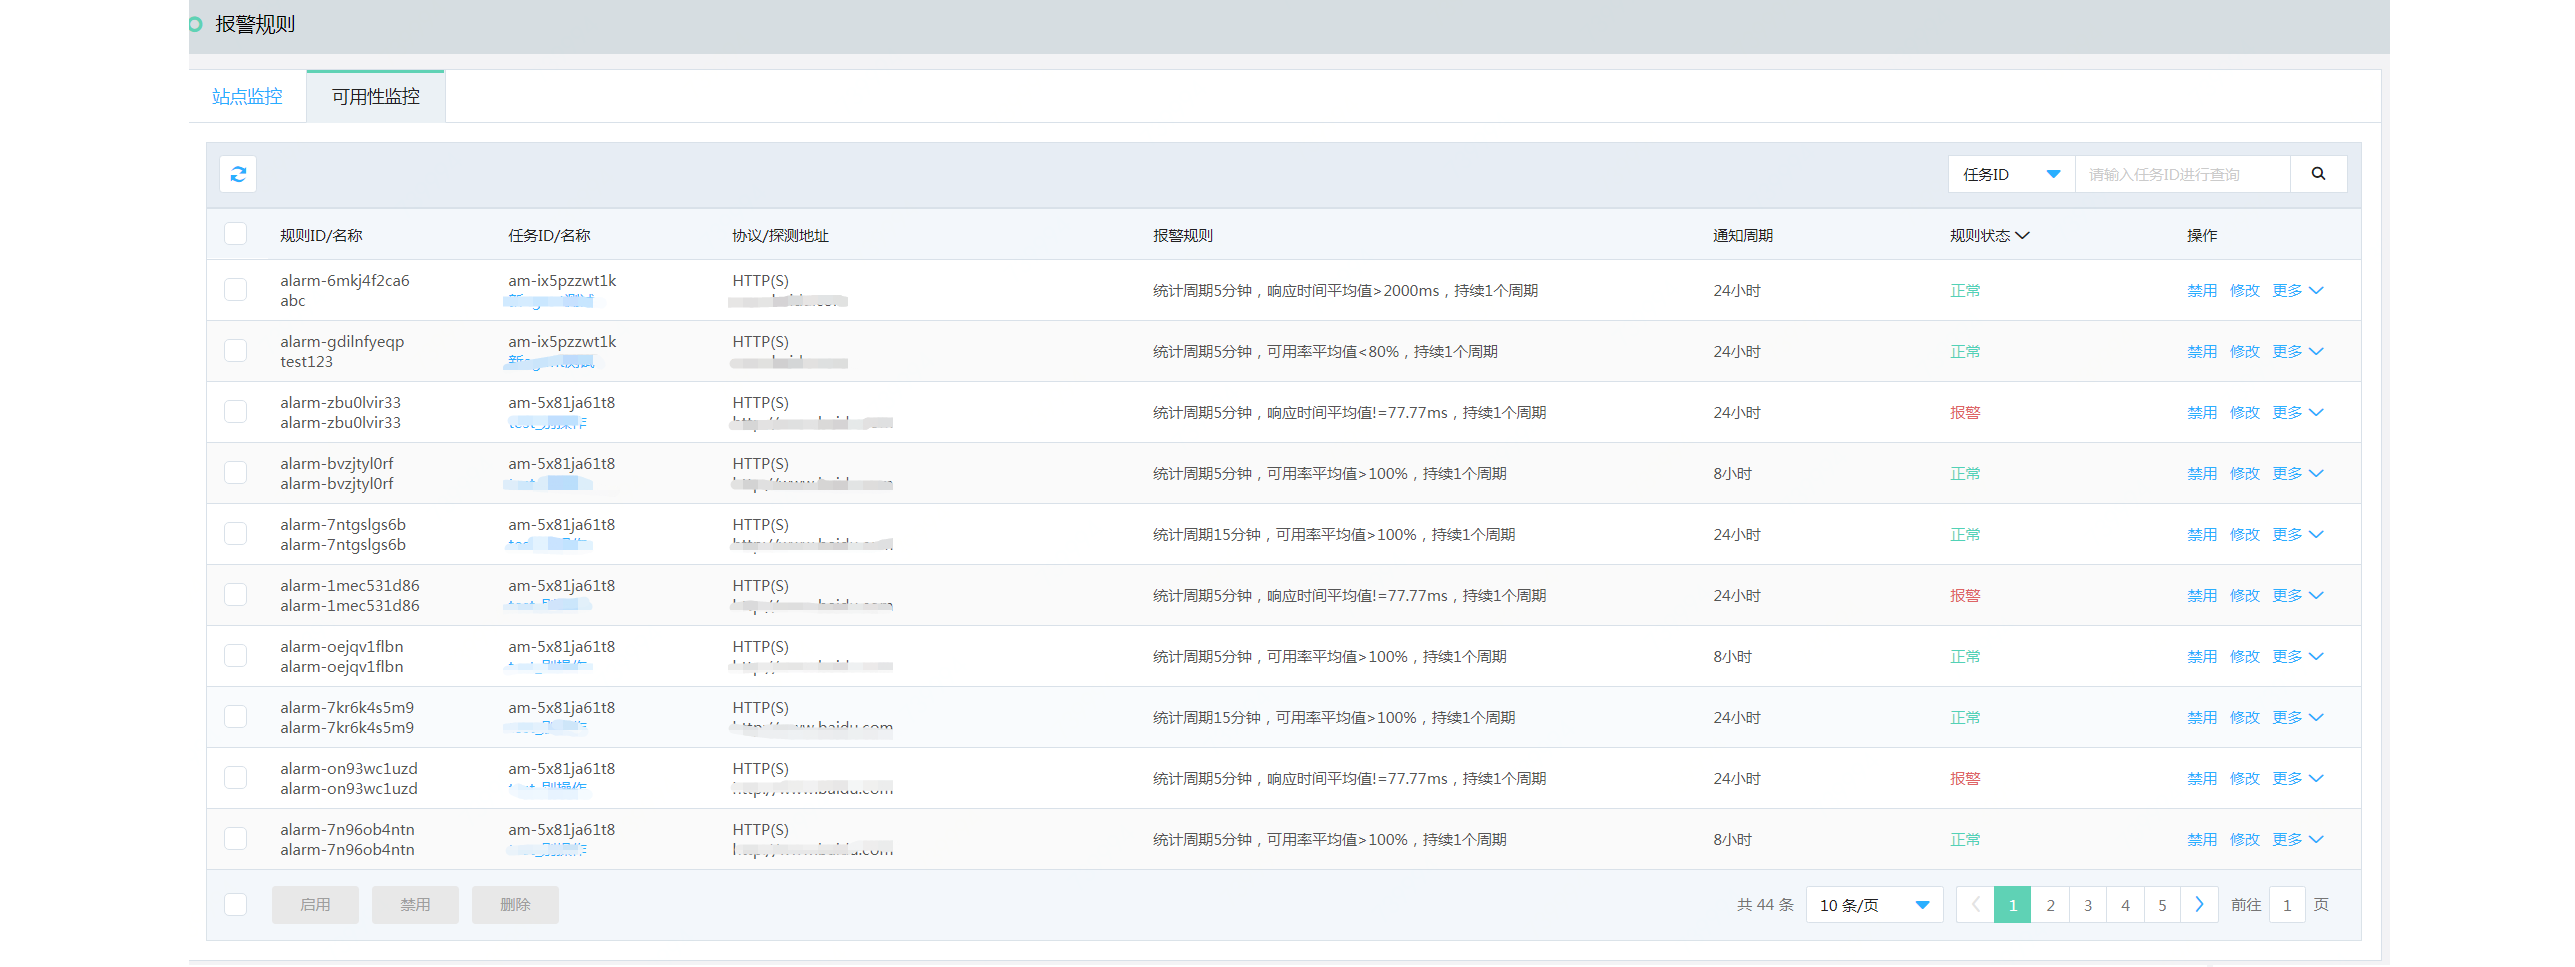 报警规则
站点监控 可用性监控
任务ID 请输入任务ID进行查询
规则ID/名称 任务ID/名称 协议/探测地址 报警规则 通知周期 规则状态 操作
alarm-6mkj4f2ca6 am-ix5pzzwt1k HTTP(S)
abc
统计周期5分钟，响应时间平均值>2000ms，持续1个周期 24小时 正常 禁用 修改 更多
alarm-gdilnfyeqp am-ix5pzzwt1k HTTP(S)
test123
统计周期5分钟，可用率平均值<80%，持续1个周期 24小时 正常 禁用 修改 更多
alarm-zbu0lvir33 am-5x81ja61t8 HTTP(S)
alarm-zbu0lvir33
统计周期5分钟，响应时间平均值!=77.77ms，持续1个周期 24小时 报警 禁用 修改 更多
alarm-bvzjtyl0rf am-5x81ja61t8 HTTP(S)
alarm-bvzjtyl0rf
统计周期5分钟，可用率平均值>100%，持续1个周期 8小时 正常 禁用 修改 更多
alarm-7ntgslgs6b am-5x81ja61t8 HTTP(S)
alarm-7ntgslgs6b
统计周期15分钟，可用率平均值>100%，持续1个周期 24小时 正常 禁用 修改 更多
alarm-1mec531d86 am-5x81ja61t8 HTTP(S)
alarm-1mec531d86
统计周期5分钟，响应时间平均值!=77.77ms，持续1个周期 24小时 报警 禁用 修改 更多
alarm-oejqv1flbn am-5x81ja61t8 HTTP(S)
alarm-oejqv1flbn
统计周期5分钟，可用率平均值>100%，持续1个周期 8小时 正常 禁用 修改 更多
alarm-7kr6k4s5m9 am-5x81ja61t8 HTTP(S)
alarm-7kr6k4s5m9
统计周期15分钟，可用率平均值>100%，持续1个周期 24小时 正常 禁用 修改 更多
alarm-on93wc1uzd am-5x81ja61t8 HTTP(S)
alarm-on93wc1uzd
统计周期5分钟，响应时间平均值!=77.77ms，持续1个周期 24小时 报警 禁用 修改 更多
alarm-7n96ob4ntn am-5x81ja61t8 HTTP(S)
alarm-7n96ob4ntn
统计周期5分钟，可用率平均值>100%，持续1个周期 8小时 正常 禁用 修改 更多
启用 禁用 删除 共 44 条 10 条/页 1 2 3 4 5 前往 1 页